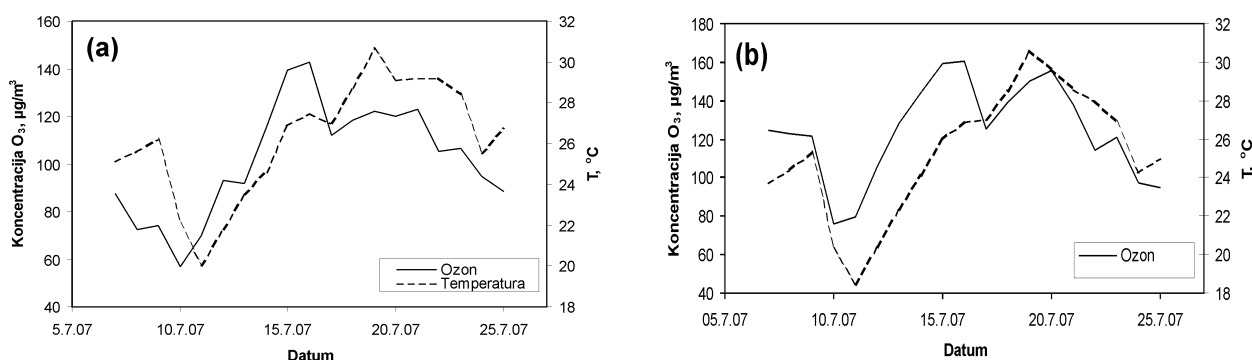 (a)
Koncentracija O₃, µg/m³
160
140
120
100
80
60
40
32
30
28
26
24
22
20
18
T, °C
Ozon
Temperatura
5.7.07 10.7.07 15.7.07 20.7.07 25.7.07
Datum
(b)
Koncentracija O₃, µg/m³
180
160
140
120
100
80
60
40
32
30
28
26
24
22
20
18
T, °C
Ozon
05.7.07 10.7.07 15.7.07 20.7.07 25.7.07
Datum